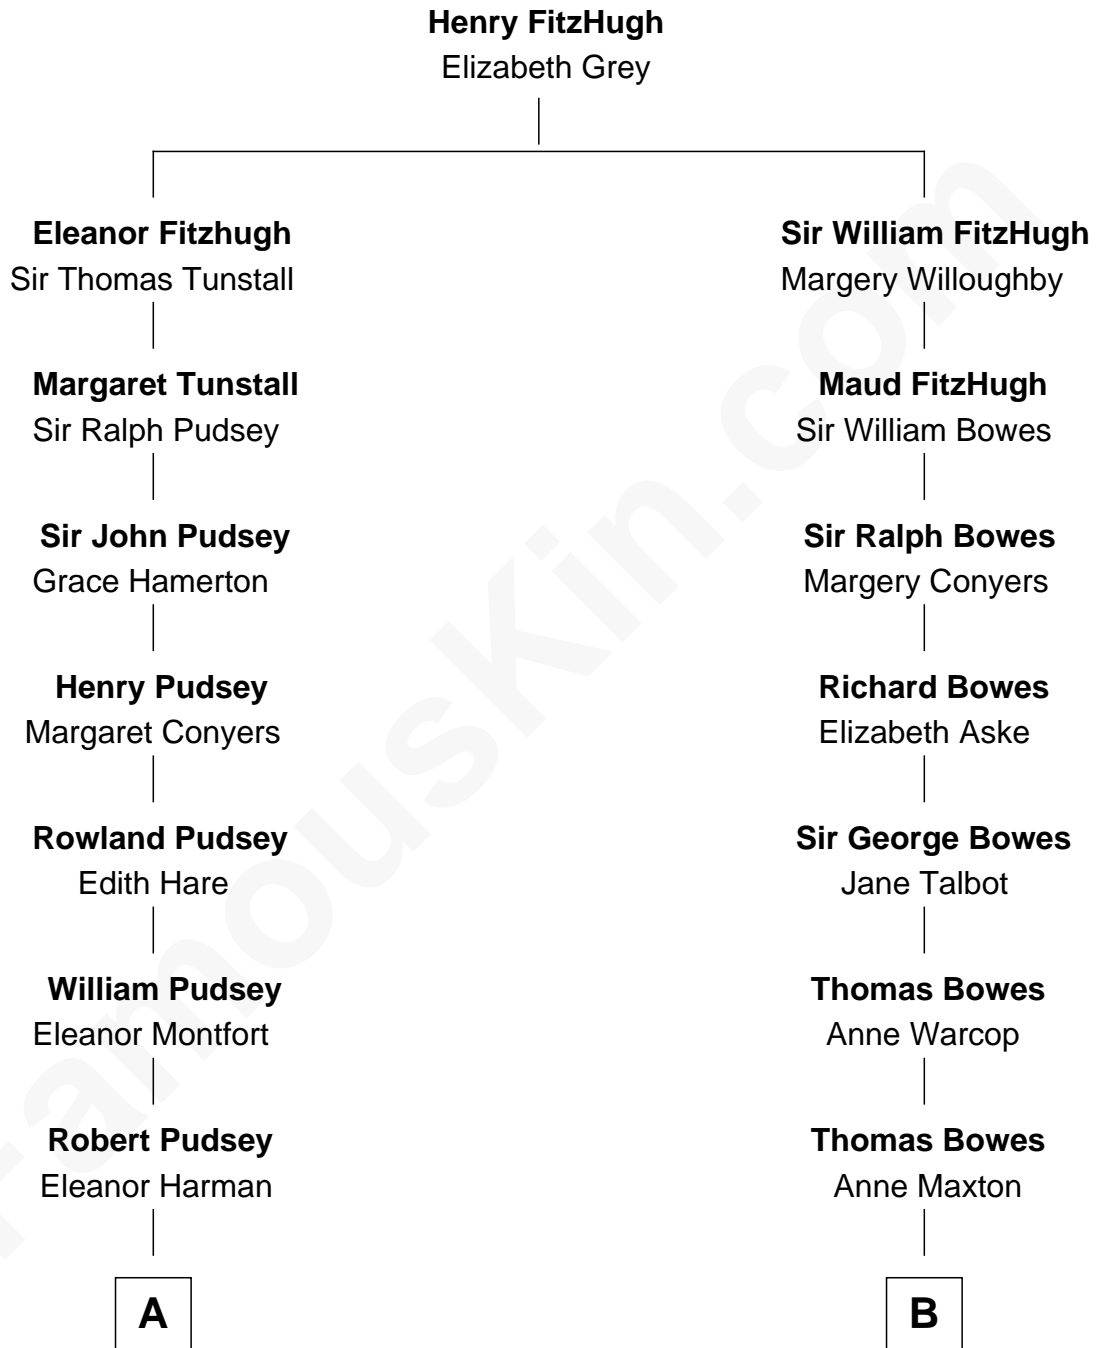 Henry FitzHugh
Elizabeth Grey
Eleanor Fitzhugh
Sir Thomas Tunstall
Margaret Tunstall
Sir Ralph Pudsey
Sir John Pudsey
Grace Hamerton
Henry Pudsey
Margaret Conyers
Rowland Pudsey
Edith Hare
William Pudsey
Eleanor Montfort
Robert Pudsey
Eleanor Harman
A
Sir William FitzHugh
Margery Willoughby
Maud FitzHugh
Sir William Bowes
Sir Ralph Bowes
Margery Conyers
Richard Bowes
Elizabeth Aske
Sir George Bowes
Jane Talbot
Thomas Bowes
Anne Warcop
Thomas Bowes
Anne Maxton
B
FamousKin.com